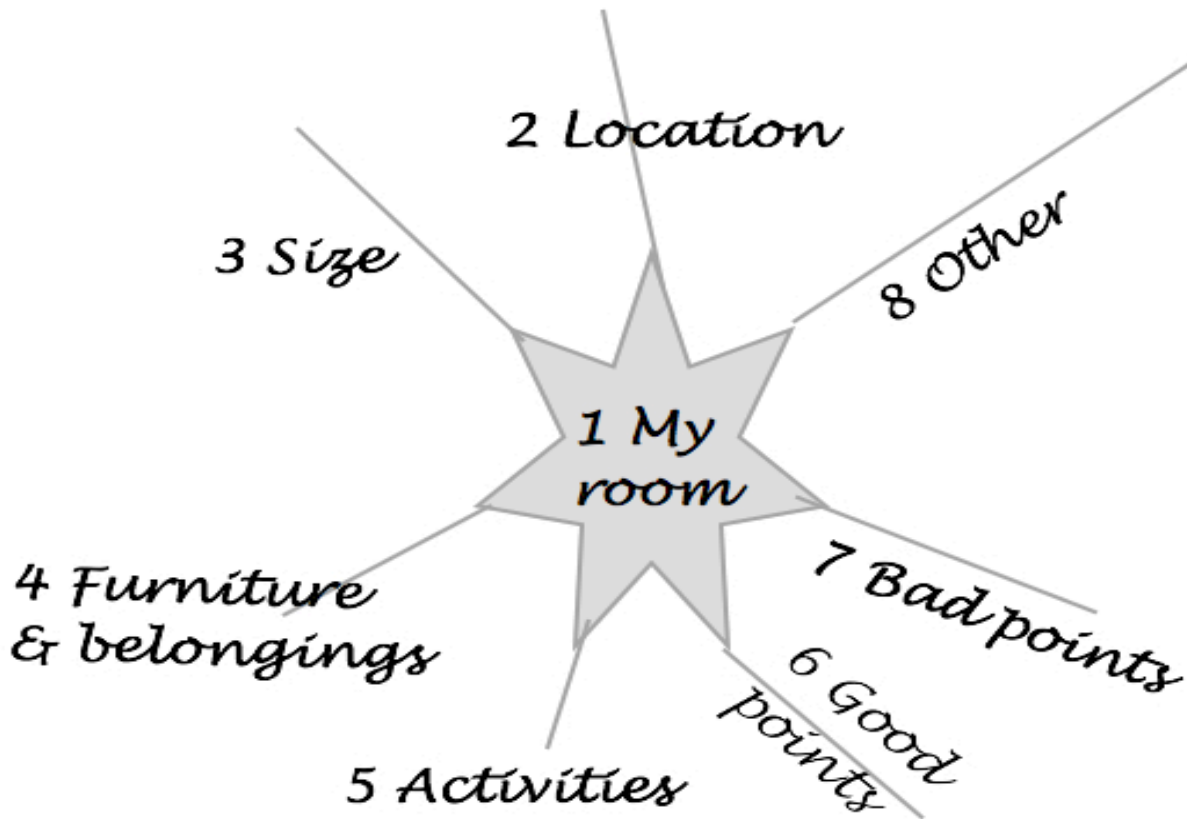 1 My
room
2 Location
3 Size
4 Furniture
& belongings
5 Activities
6 Good
points
7 Bad points
8 Other